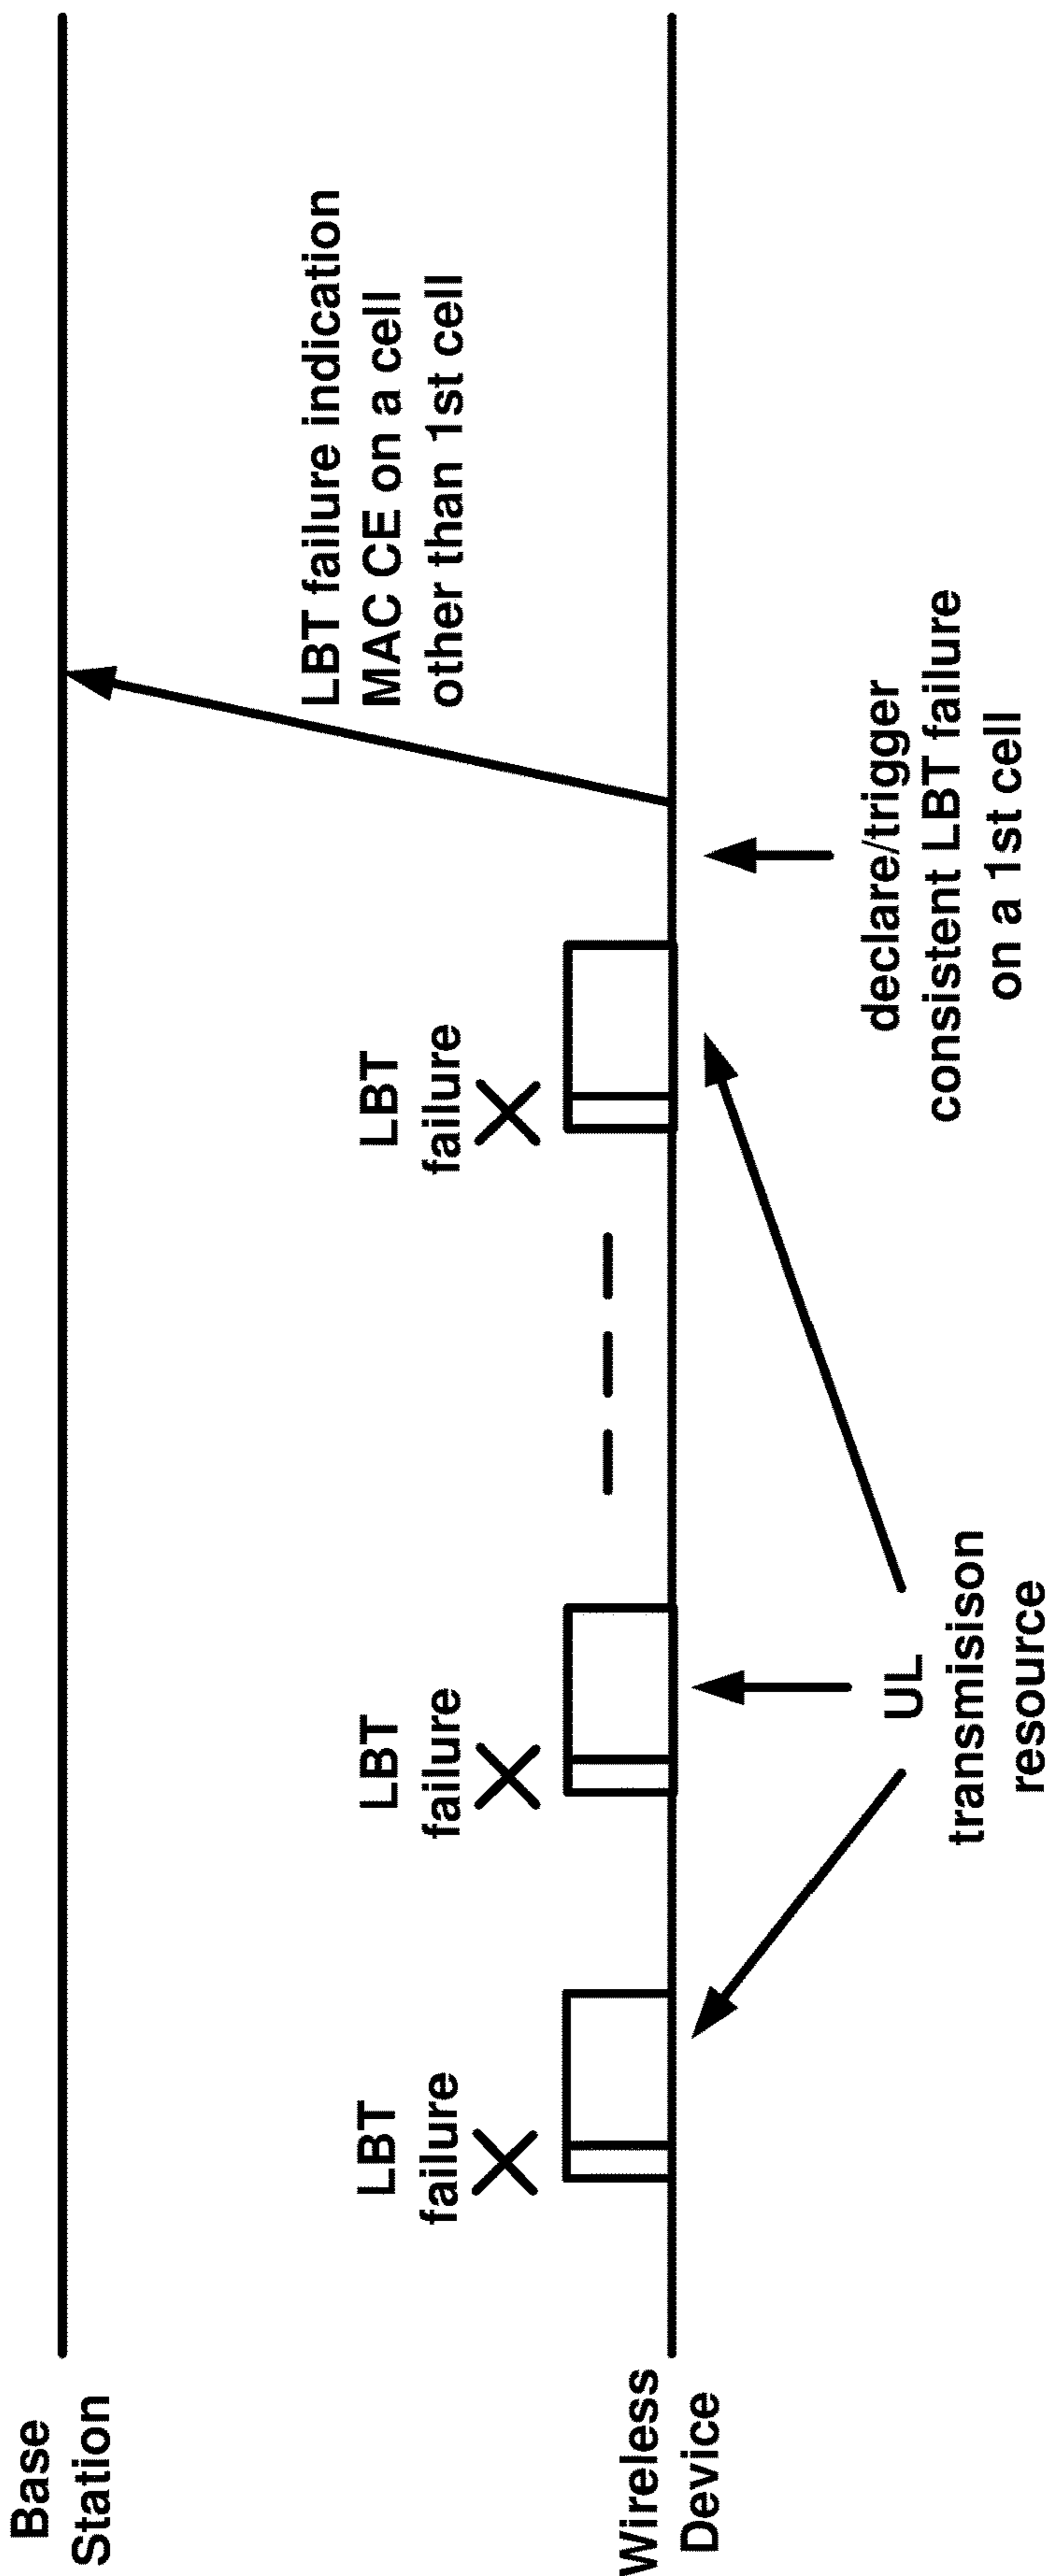 Base
Station
LBT failure indication
MAC CE on a cell
other than 1st cell
LBT
failure
LBT
failure
LBT
failure
Wireless
Device
UL
transmisison
resource
declare/trigger
consistent LBT failure
on a 1st cell